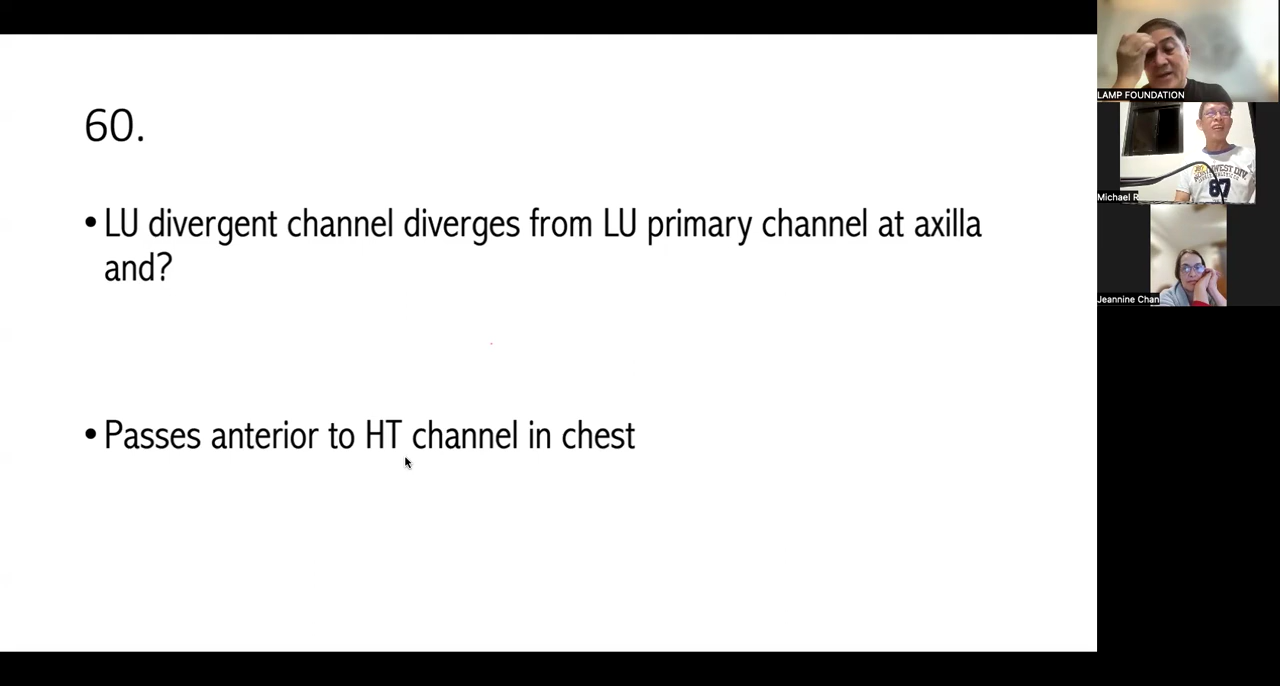 60.
• LU divergent channel diverges from LU primary channel at axilla
and?
• Passes anterior to HT channel in chest
LAMP FOUNDATION
Michael R
Jeannine Chan
87